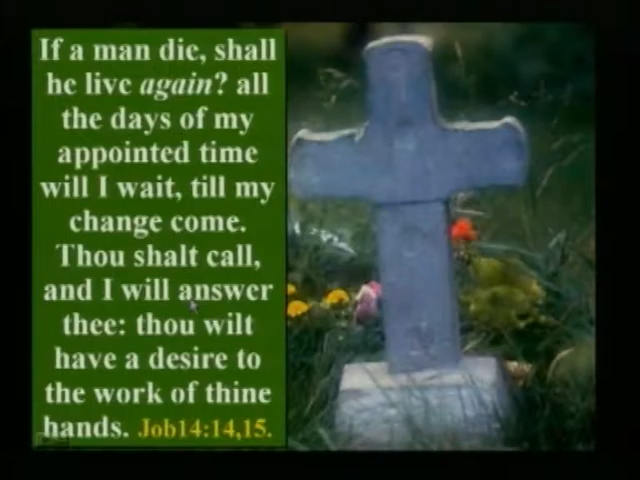 If a man die, shall
he live again? all
the days of my
appointed time
will I wait, till my
change come.
Thou shalt call,
and I will answer
thee: thou wilt
have a desire to
the work of thine
hands. Job14:14,15.